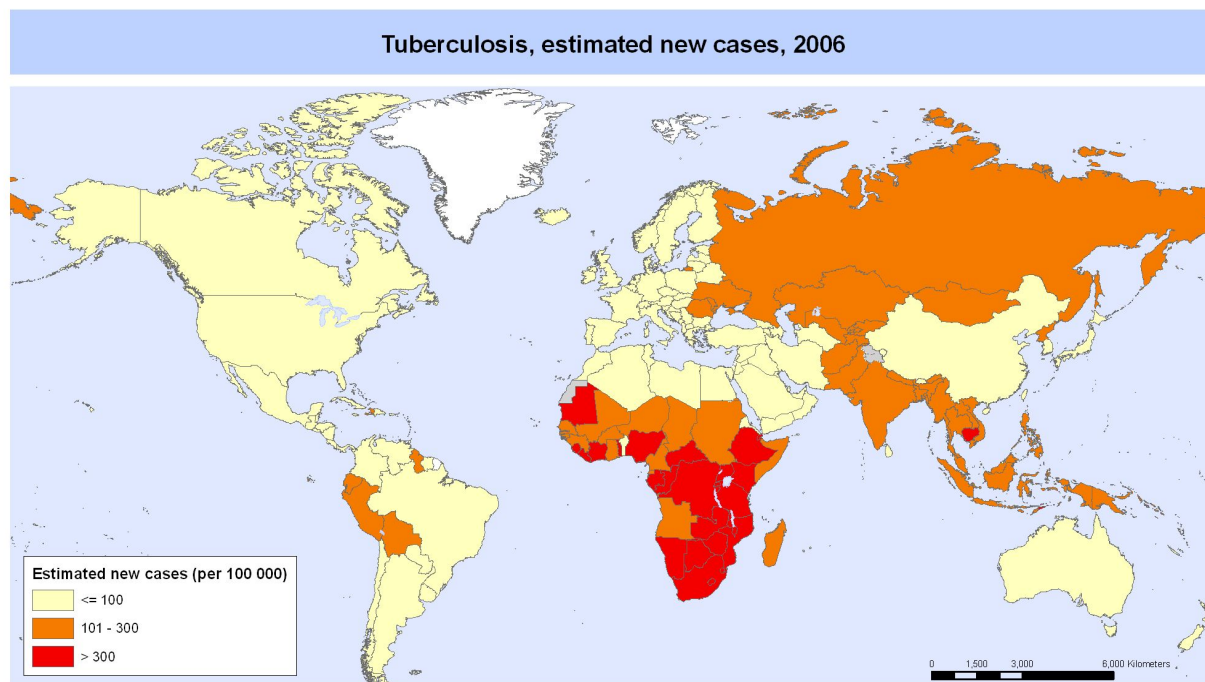 Tuberculosis, estimated new cases, 2006
Estimated new cases (per 100 000)
<= 100
101 - 300
> 300
0 1,500 3,000 6,000 Kilometers